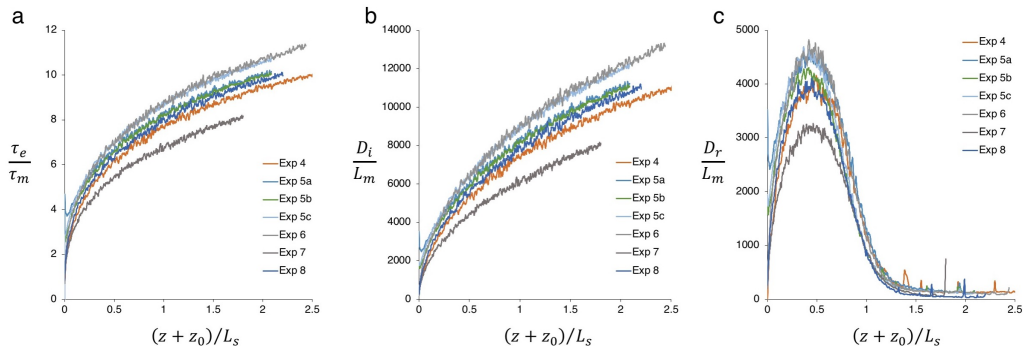 a
12
10
8
6
4
2
0
0
0.5
1
1.5
2
2.5
τe/τm
(z + z0)/Ls
Exp 4
Exp 5a
Exp 5b
Exp 5c
Exp 6
Exp 7
Exp 8
b
14000
12000
10000
8000
6000
4000
2000
0
0
0.5
1
1.5
2
2.5
Di/Lm
(z + z0)/Ls
Exp 4
Exp 5a
Exp 5b
Exp 5c
Exp 6
Exp 7
Exp 8
c
5000
4000
3000
2000
1000
0
0
0.5
1
1.5
2
2.5
Dr/Lm
(z + z0)/Ls
Exp 4
Exp 5a
Exp 5b
Exp 5c
Exp 6
Exp 7
Exp 8